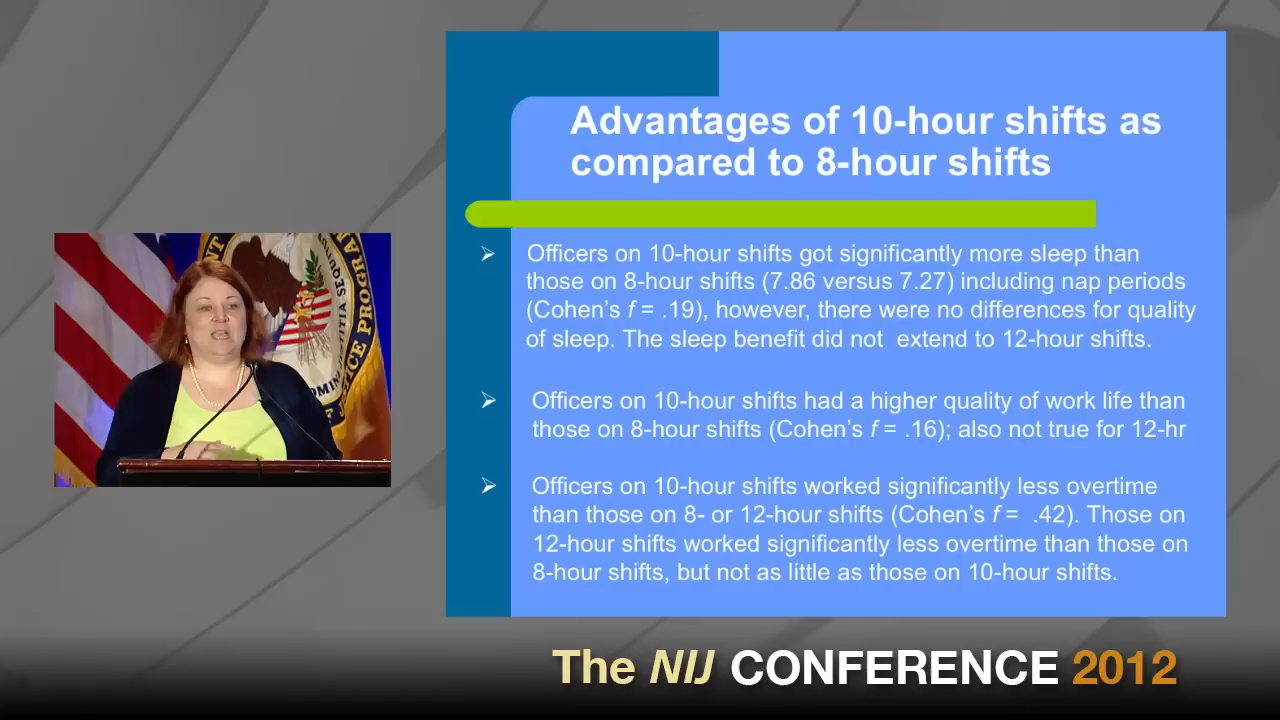 Advantages of 10-hour shifts as
compared to 8-hour shifts
➢ Officers on 10-hour shifts got significantly more sleep than
those on 8-hour shifts (7.86 versus 7.27) including nap periods
(Cohen's f = .19), however, there were no differences for quality
of sleep. The sleep benefit did not extend to 12-hour shifts.
➢ Officers on 10-hour shifts had a higher quality of work life than
those on 8-hour shifts (Cohen's f = .16); also not true for 12-hr
➢ Officers on 10-hour shifts worked significantly less overtime
than those on 8- or 12-hour shifts (Cohen's f = .42). Those on
12-hour shifts worked significantly less overtime than those on
8-hour shifts, but not as little as those on 10-hour shifts.
The NIJ CONFERENCE 2012